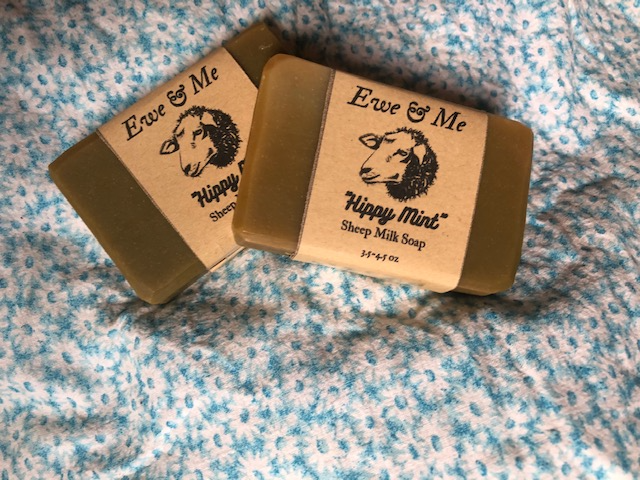 Ewe & Me
"Hippy
Sheep
Ewe & Me
"Hippy Mint"
Sheep Milk Soap
3.5-4.5 oz